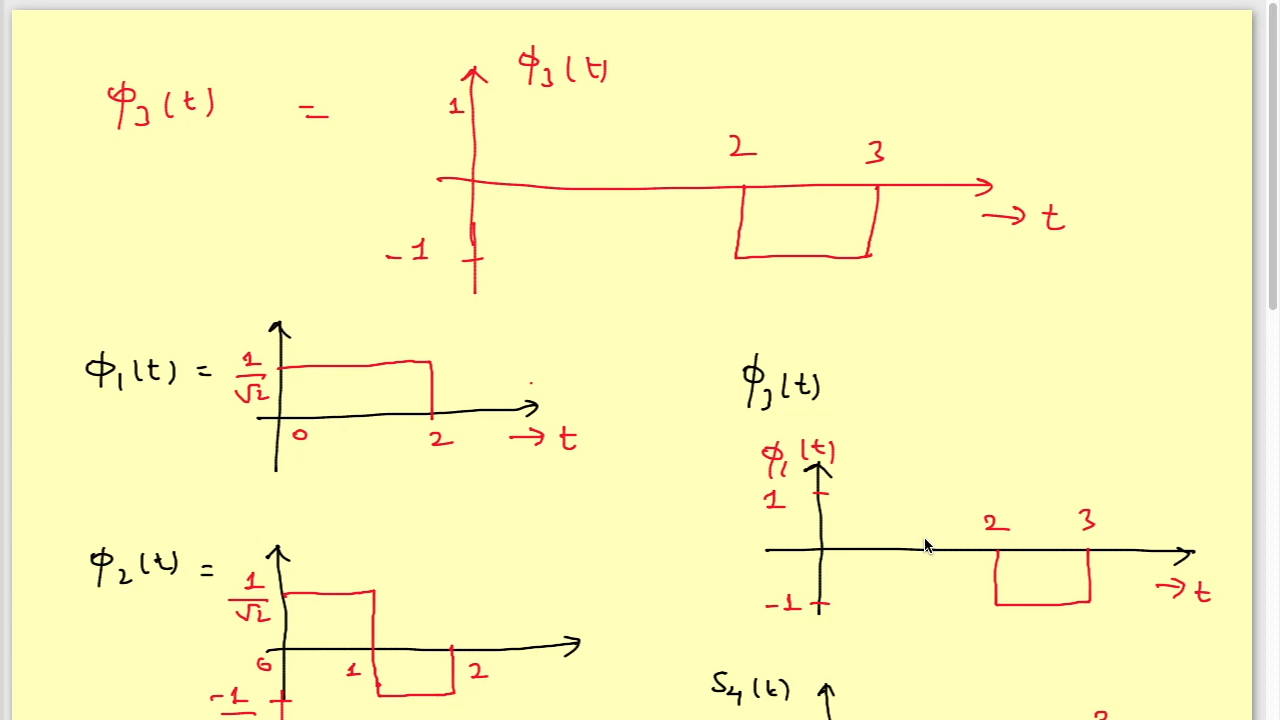 ϕ3(t)
ϕ3(t) =
1
2 3
-1
→ t
ϕ1(t) = 1/√2
0 2 → t
ϕ3(t)
ϕ1(t)
1
2 3
-1
→ t
ϕ2(t) = 1/√2
0 1 2
-1
S4(t)